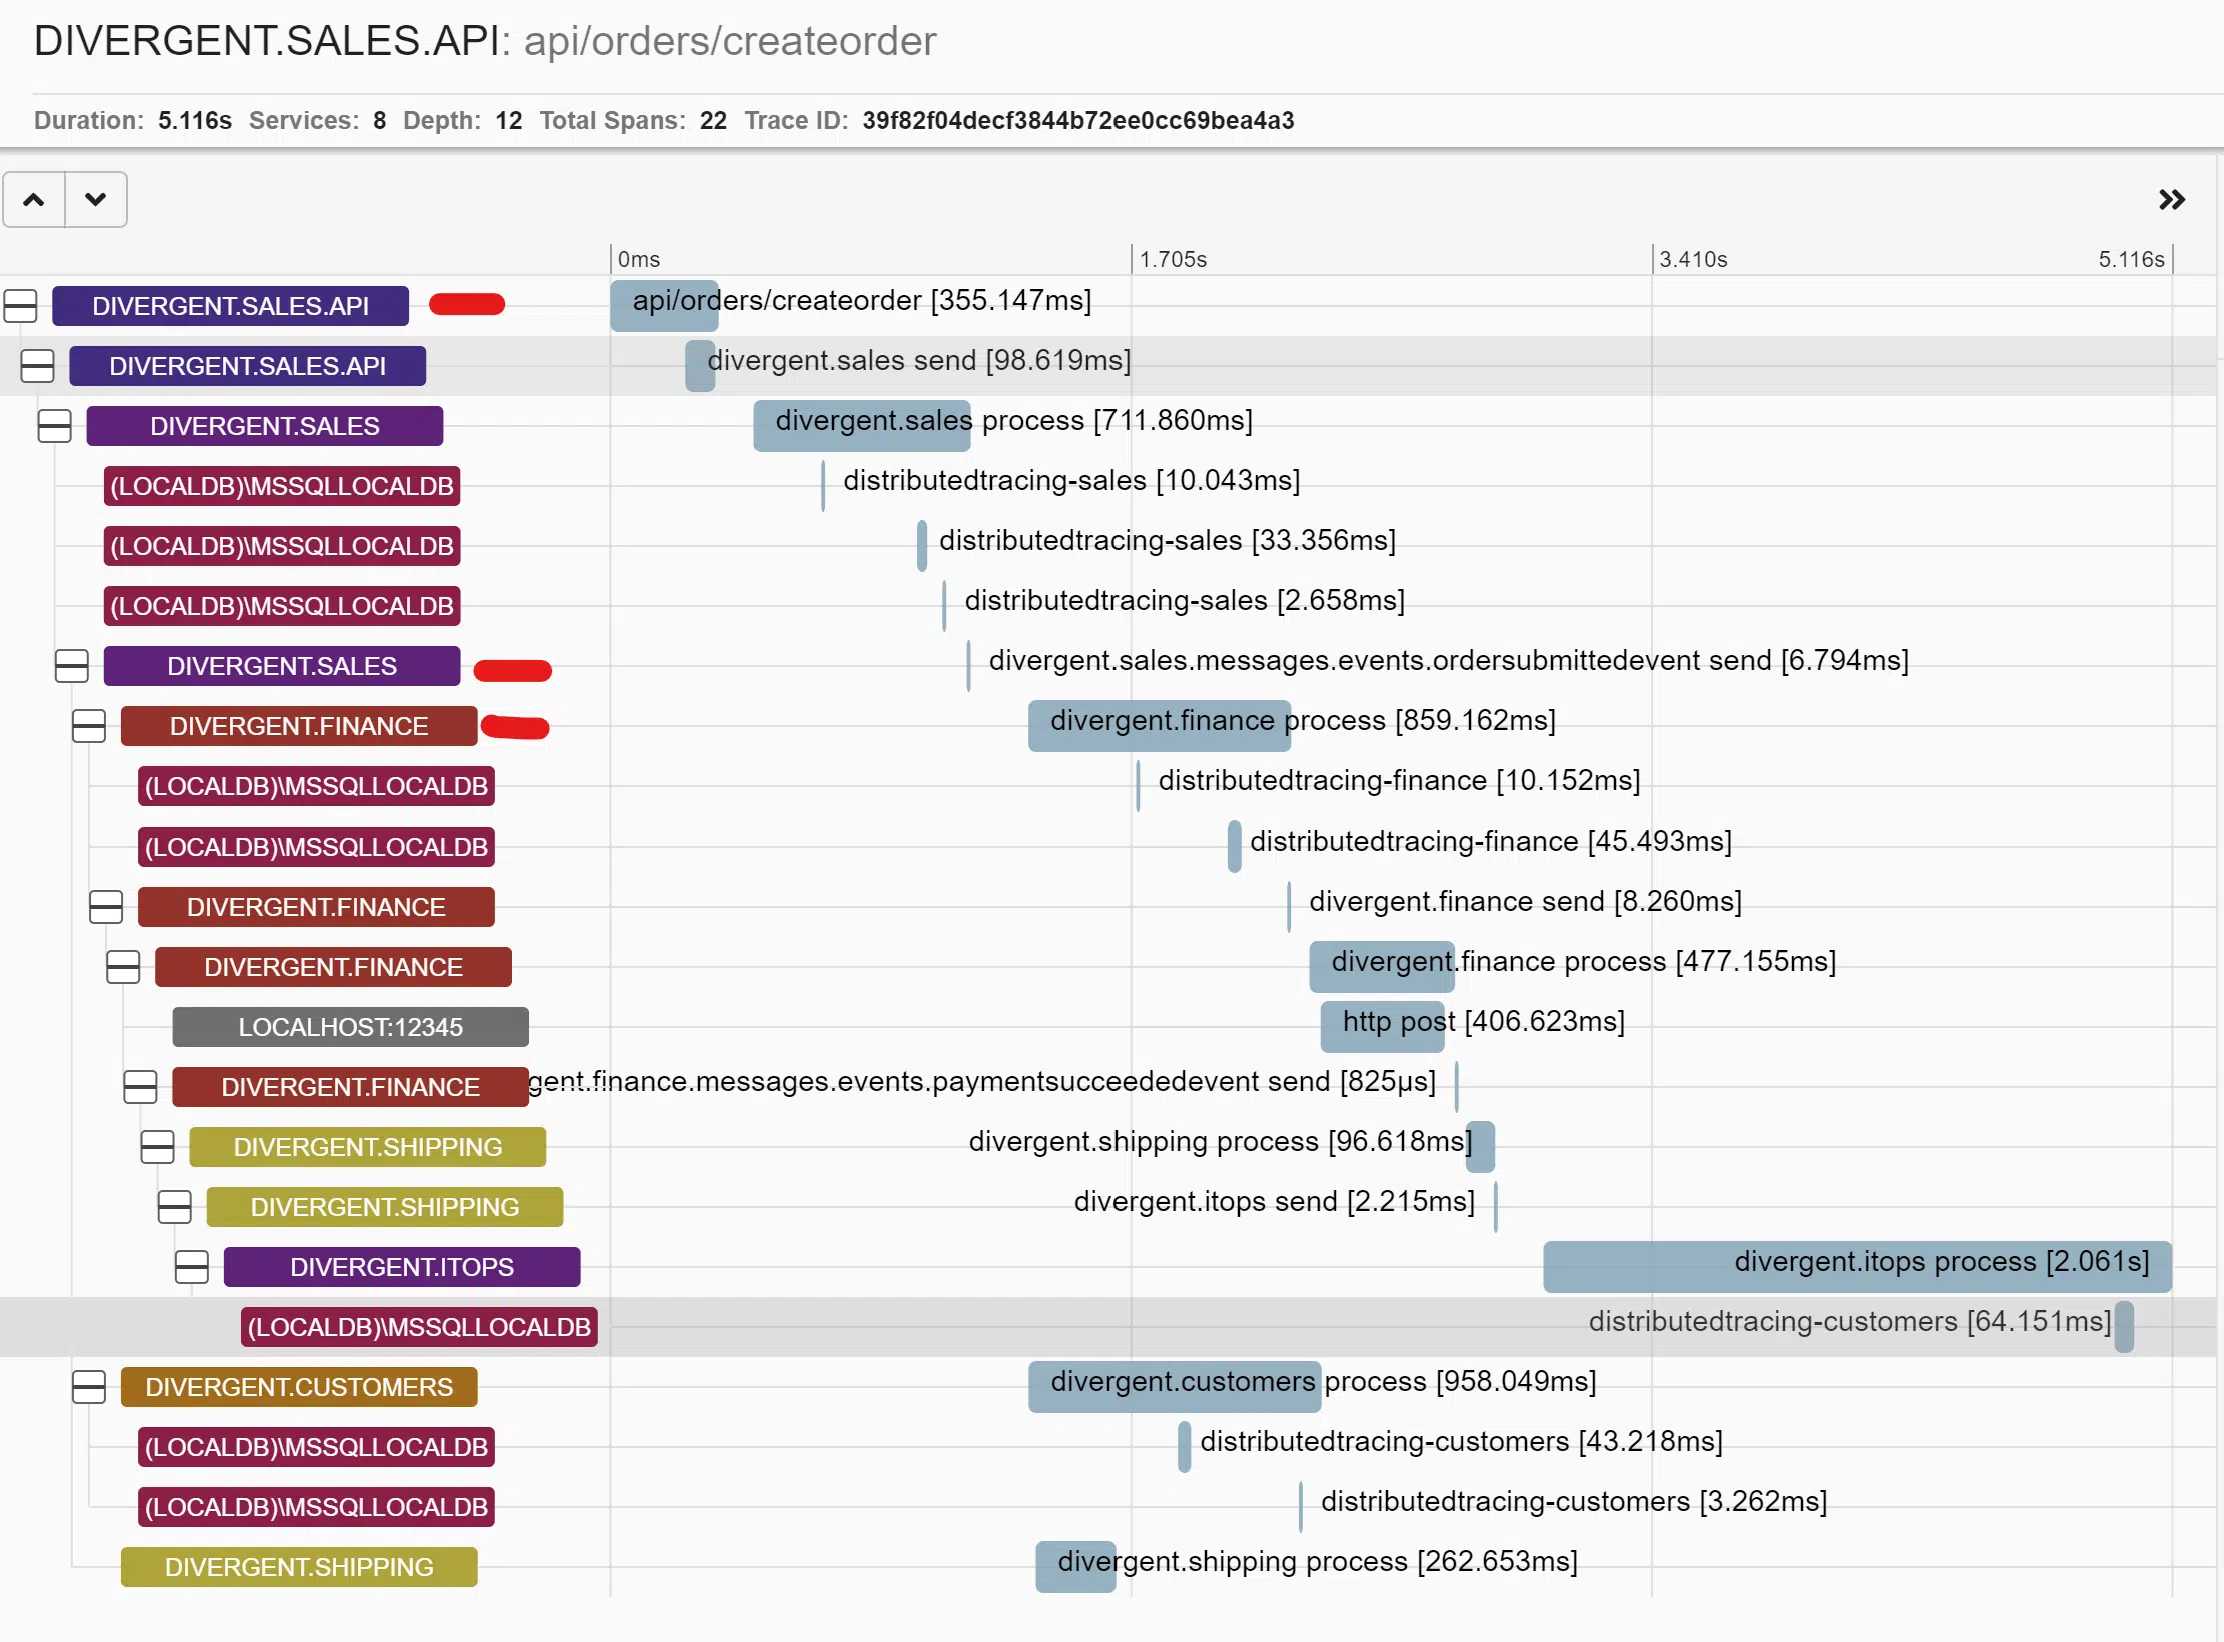 DIVERGENT.SALES.API: api/orders/createorder
Duration: 5.116s Services: 8 Depth: 12 Total Spans: 22 Trace ID: 39f82f04decf3844b72ee0cc69bea4a3
0ms 1.705s 3.410s 5.116s
DIVERGENT.SALES.API api/orders/createorder [355.147ms]
DIVERGENT.SALES.API divergent.sales send [98.619ms]
DIVERGENT.SALES divergent.sales process [711.860ms]
(LOCALDB)\MSSQLLOCALDB distributedtracing-sales [10.043ms]
(LOCALDB)\MSSQLLOCALDB distributedtracing-sales [33.356ms]
(LOCALDB)\MSSQLLOCALDB distributedtracing-sales [2.658ms]
DIVERGENT.SALES divergent.sales.messages.events.ordersubmittedevent send [6.794ms]
DIVERGENT.FINANCE divergent.finance process [859.162ms]
(LOCALDB)\MSSQLLOCALDB distributedtracing-finance [10.152ms]
(LOCALDB)\MSSQLLOCALDB distributedtracing-finance [45.493ms]
DIVERGENT.FINANCE divergent.finance send [8.260ms]
DIVERGENT.FINANCE divergent.finance process [477.155ms]
LOCALHOST:12345 http post [406.623ms]
DIVERGENT.FINANCE gent.finance.messages.events.paymentsucceededevent send [825µs]
DIVERGENT.SHIPPING divergent.shipping process [96.618ms]
DIVERGENT.SHIPPING divergent.itops send [2.215ms]
DIVERGENT.ITOPS divergent.itops process [2.061s]
(LOCALDB)\MSSQLLOCALDB distributedtracing-customers [64.151ms]
DIVERGENT.CUSTOMERS divergent.customers process [958.049ms]
(LOCALDB)\MSSQLLOCALDB distributedtracing-customers [43.218ms]
(LOCALDB)\MSSQLLOCALDB distributedtracing-customers [3.262ms]
DIVERGENT.SHIPPING divergent.shipping process [262.653ms]